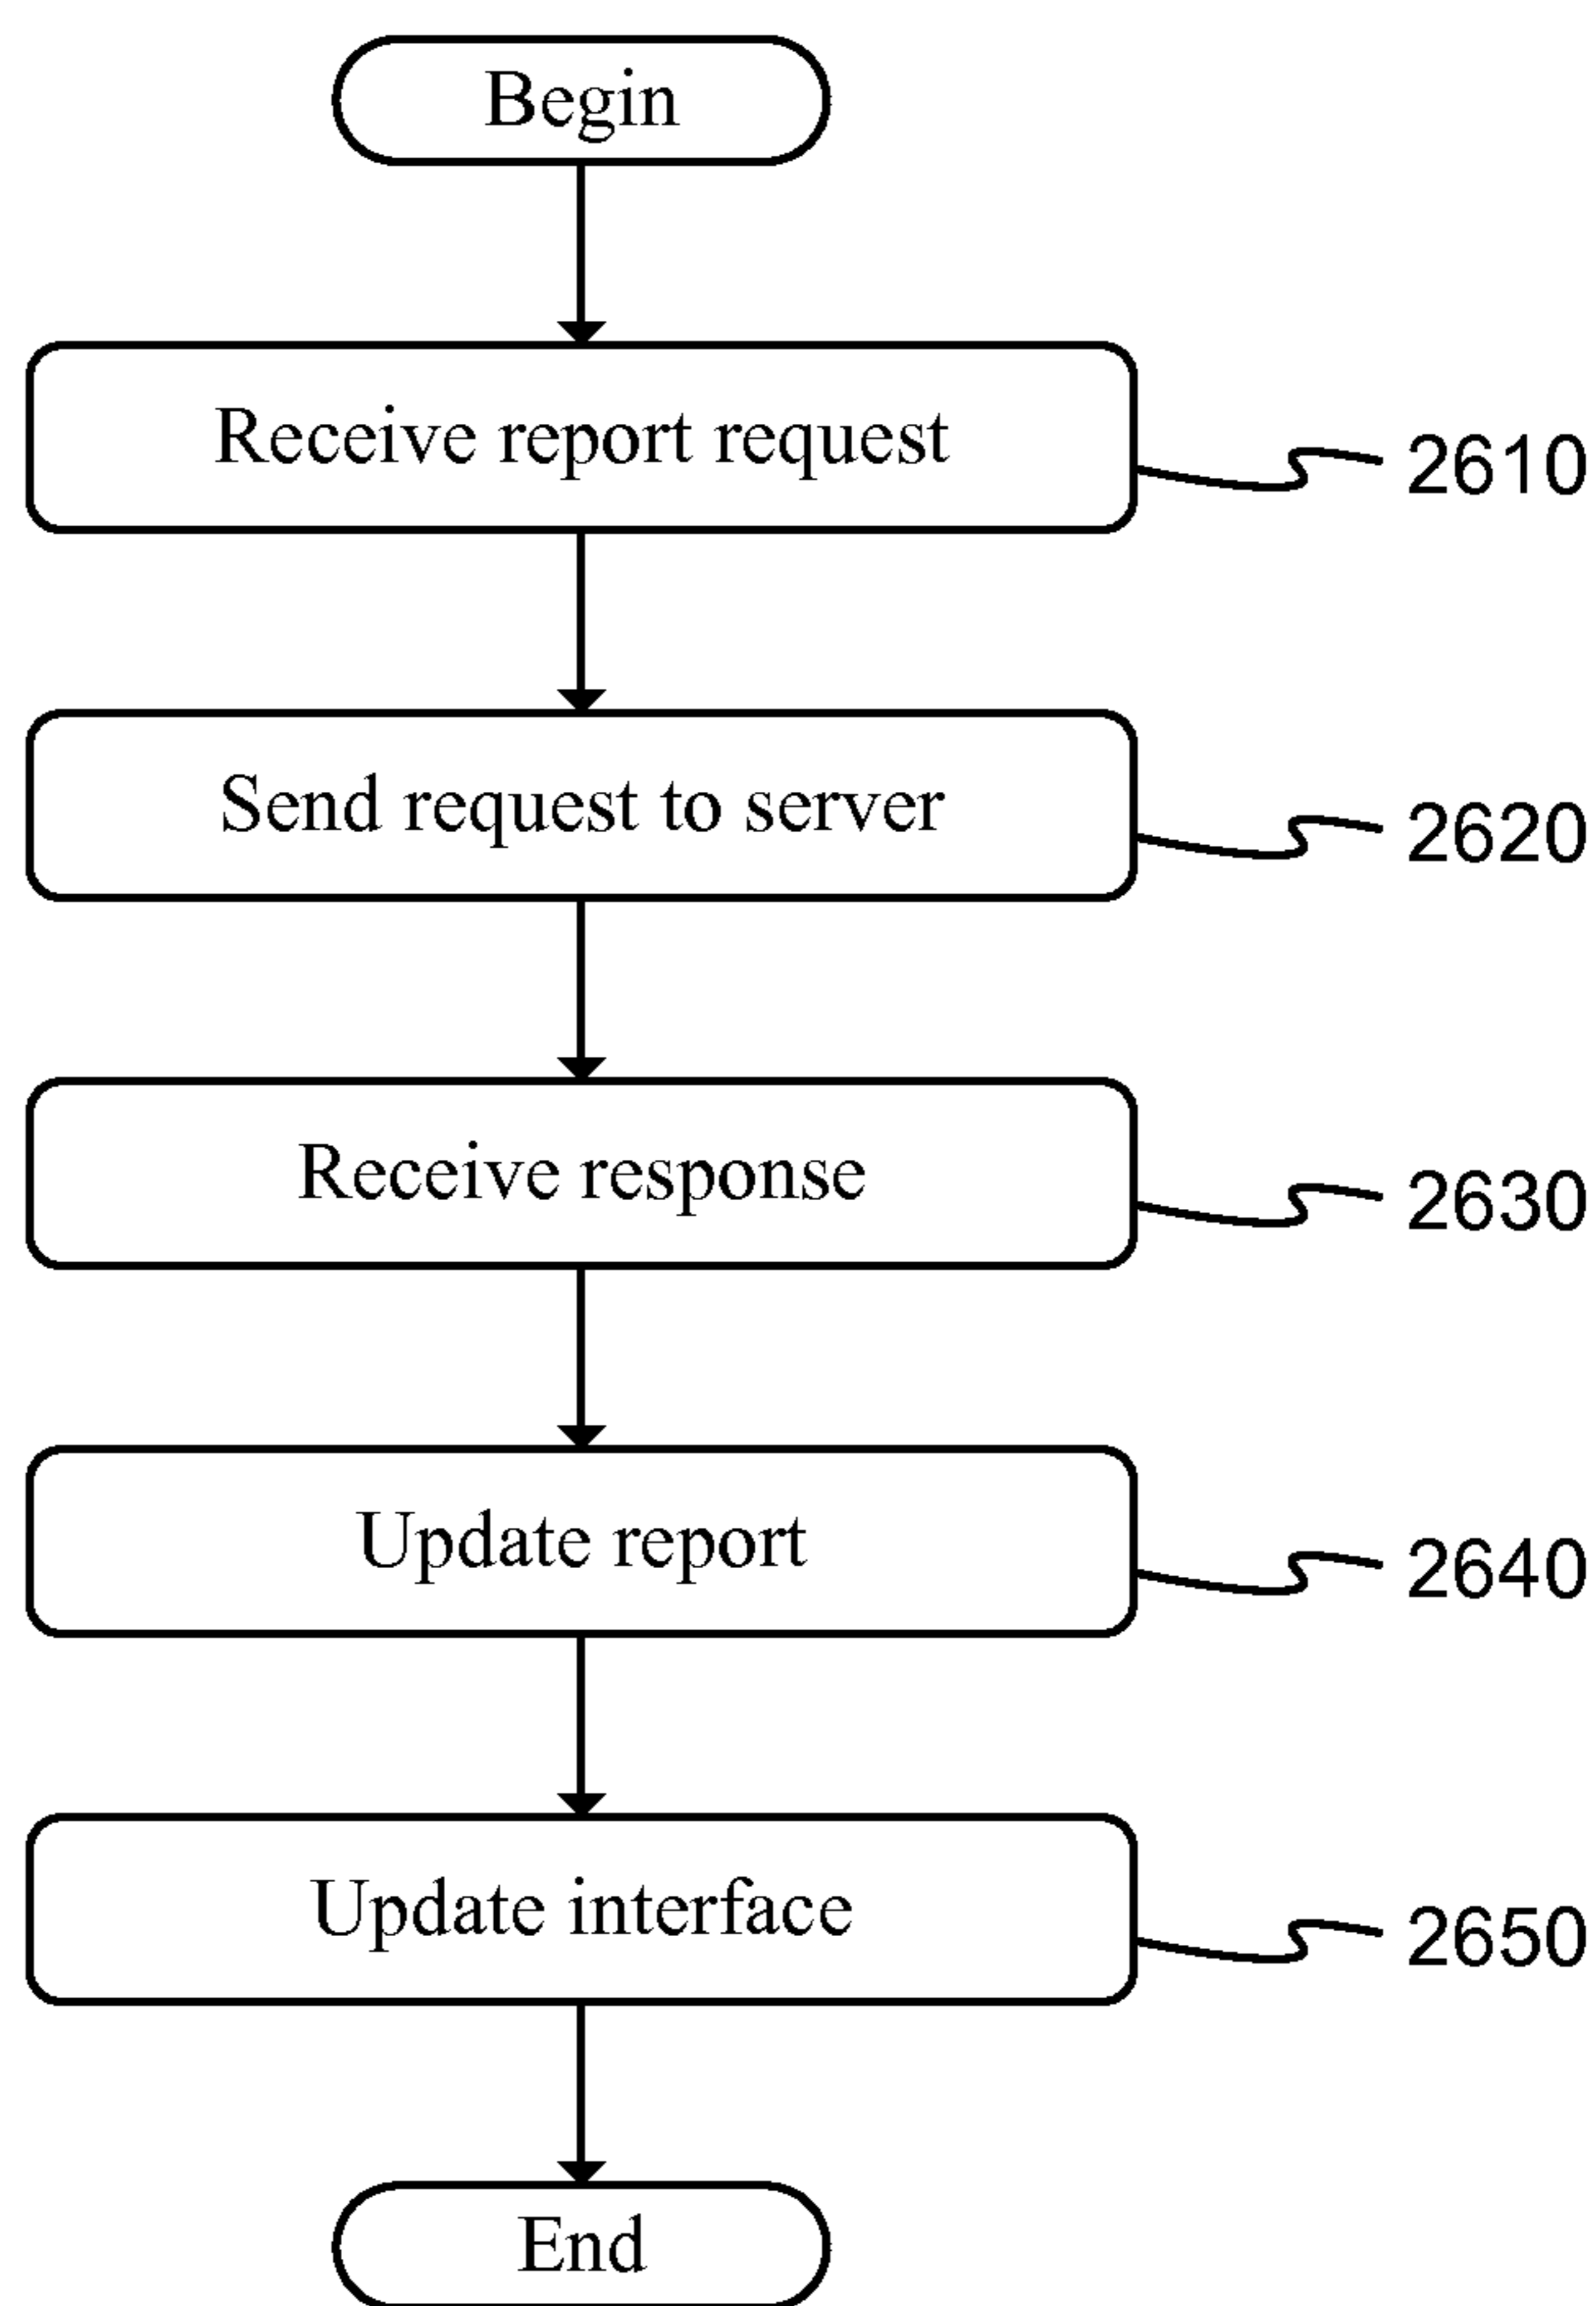 Begin
Receive report request
2610
Send request to server
2620
Receive response
2630
Update report
2640
Update interface
2650
End